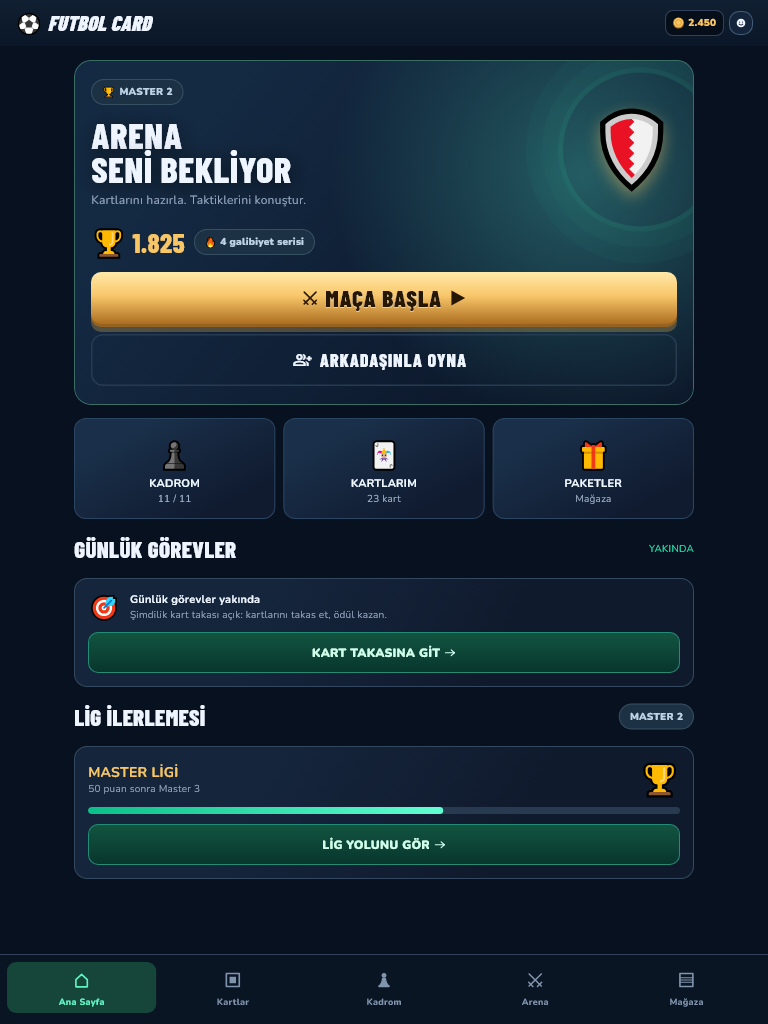 FUTBOL CARD
2.450
MASTER 2
ARENA
SENİ BEKLİYOR
Kartlarını hazırla. Taktiklerini konuştur.
1.825
4 galibiyet serisi
MAÇA BAŞLA
ARKADAŞINLA OYNA
KADROM
11 / 11
KARTLARIM
23 kart
PAKETLER
Mağaza
GÜNLÜK GÖREVLER
YAKINDA
Günlük görevler yakında
Şimdilik kart takası açık: kartlarını takas et, ödül kazan.
KART TAKASINA GİT →
LİG İLERLEMESİ
MASTER 2
MASTER LİGİ
50 puan sonra Master 3
LİG YOLUNU GÖR →
Ana Sayfa
Kartlar
Kadrom
Arena
Mağaza